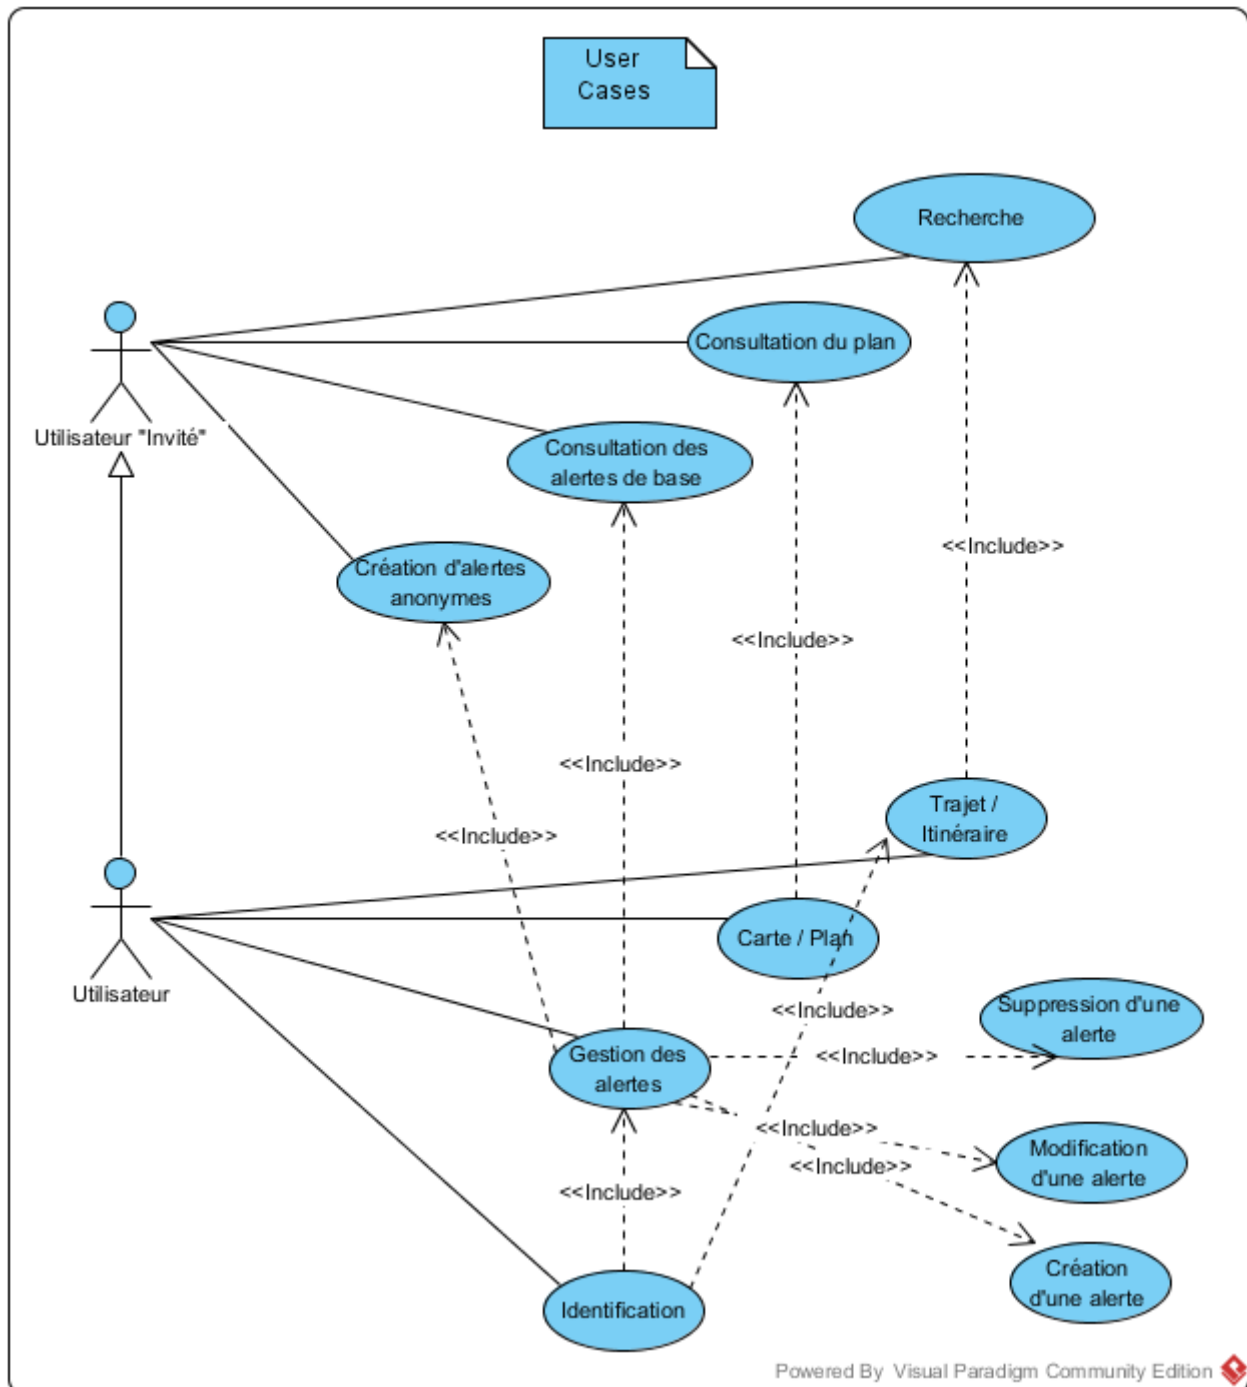 User
Cases
Recherche
Consultation du plan
Utilisateur "Invité"
Consultation des
alertes de base
<<Include>>
Création d'alertes
anonymes
<<Include>>
<<Include>>
Trajet /
Itinéraire
<<Include>>
Carte / Plan
Utilisateur
<<Include>>
Suppression d'une
alerte
Gestion des
alertes
<<Include>>
<<Include>>
Modification
d'une alerte
<<Include>>
<<Include>>
Création
d'une alerte
Identification
Powered By Visual Paradigm Community Edition